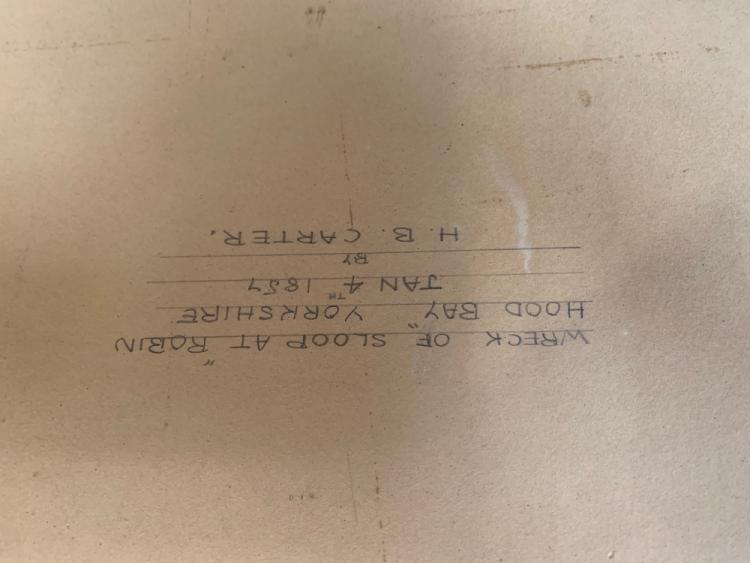 WRECK OF SLOOP AT "ROBIN
HOOD BAY" YORKSHIRE
JAN 4TH 1857
BY
H. B. CARTER.